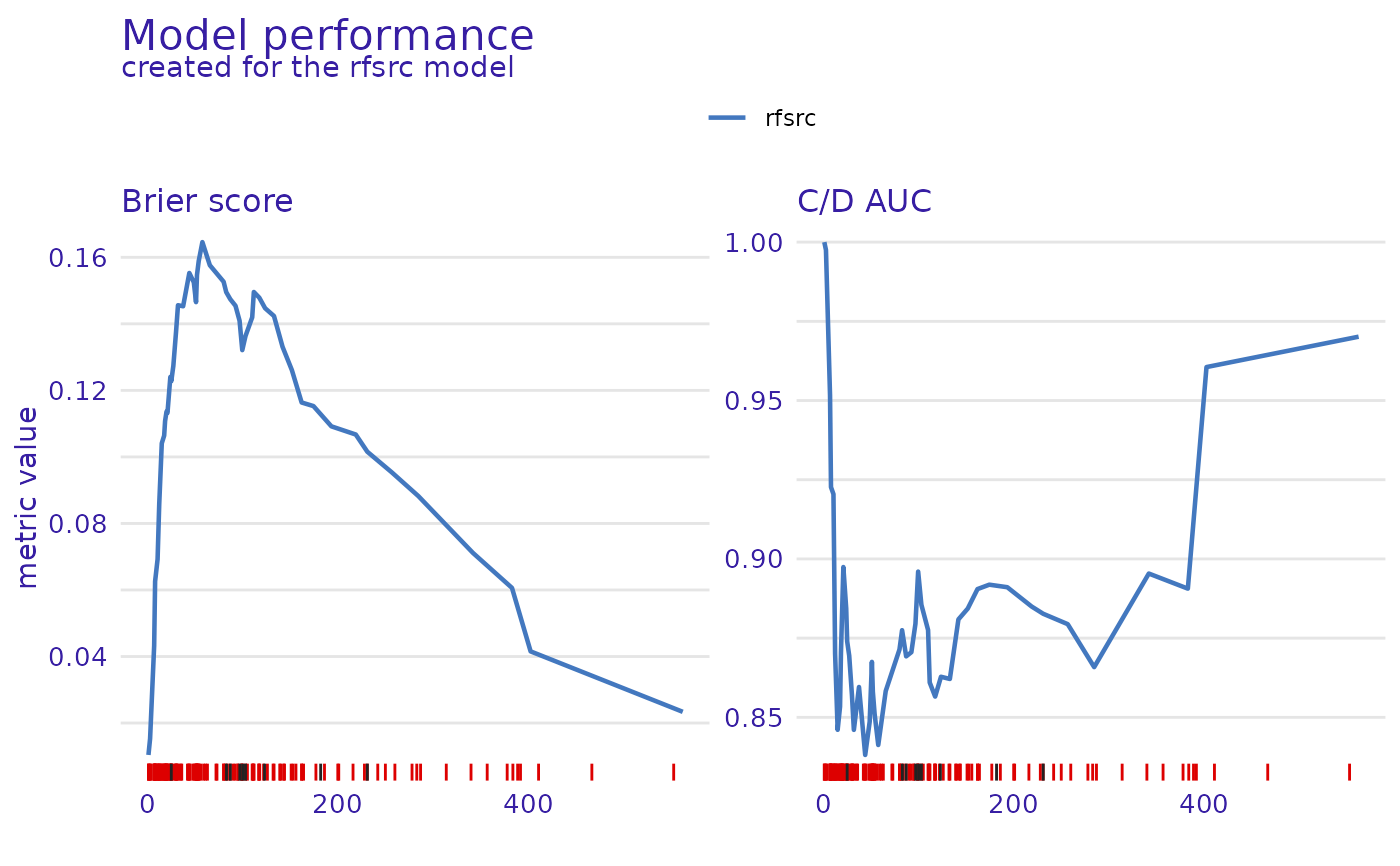 Model performance
created for the rfsrc model
rfsrc
Brier score
metric value
0.16
0.12
0.08
0.04
0
200
400
C/D AUC
1.00
0.95
0.90
0.85
0
200
400